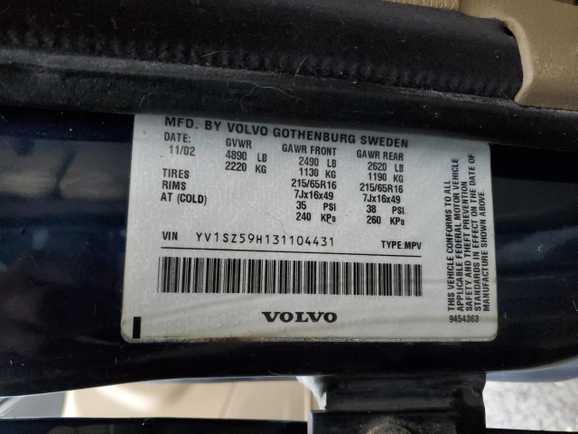 MFD. BY VOLVO GOTHENBURG SWEDEN
DATE: GVWR GAWR FRONT GAWR REAR
11/02 4890 LB 2490 LB 2620 LB
2220 KG 1130 KG 1190 KG
TIRES 215/65R16 215/65R16
RIMS 7Jx16x49 7Jx16x49
AT (COLD) 35 PSI 38 PSI
240 KPa 260 KPa
VIN YV1SZ59H131104431 TYPE:MPV
VOLVO
THIS VEHICLE CONFORMS TO ALL
APPLICABLE FEDERAL MOTOR VEHICLE
SAFETY AND THEFT PREVENTION
STANDARDS IN EFFECT ON THE DATE OF
MANUFACTURE SHOWN ABOVE.
9454363